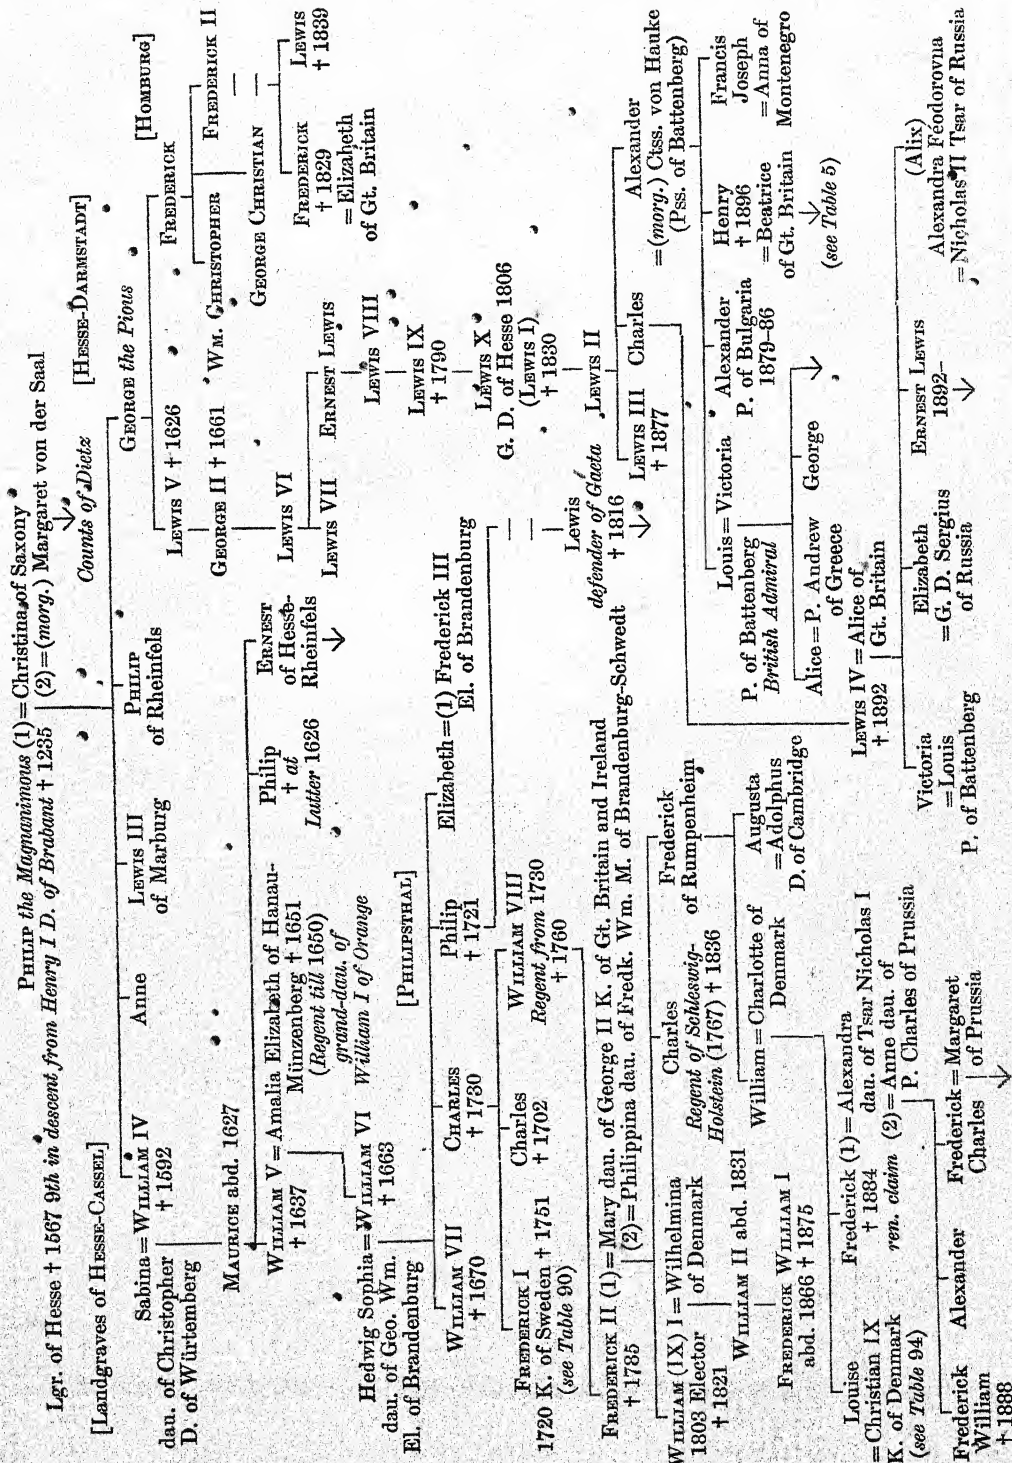 PHILIP the Magnanimous (1)=Christina of Saxony
Lgr. of Hesse † 1567 9th in descent from Henry I D. of Brabant † 1235
(2)=(morg.) Margaret von der Saal
Counts of Dietz
[Landgraves of HESSE-CASSEL]
[HESSE-DARMSTADT]
[HOMBURG]
Sabina=WILLIAM IV
† 1592
dau. of Christopher
D. of Würtemberg
Anne
LEWIS III
of Marburg
PHILIP
of Rheinfels
GEORGE the Pious
LEWIS V † 1626
FREDERICK
MAURICE abd. 1627
GEORGE II † 1661
WM. CHRISTOPHER
FREDERICK II
WILLIAM V=Amalia Elizabeth of Hanau-
† 1637
Münzenberg † 1651
(Regent till 1650)
grand-dau. of
William I of Orange
Philip
† at
Lutter 1626
ERNEST
of Hesse-
Rheinfels
LEWIS VI
GEORGE CHRISTIAN
LEWIS VII
ERNEST LEWIS
FREDERICK
† 1829
=Elizabeth
of Gt. Britain
LEWIS
† 1839
Hedwig Sophia=WILLIAM VI
dau. of Geo. Wm.
† 1663
El. of Brandenburg
LEWIS VIII
LEWIS IX
† 1790
[PHILIPSTHAL]
WILLIAM VII
† 1670
CHARLES
† 1730
Philip
† 1721
Elizabeth=(1) Frederick III
El. of Brandenburg
LEWIS X
G. D. of Hesse 1806
(LEWIS I)
† 1830
FREDERICK I
1720 K. of Sweden † 1751
(see Table 90)
Charles
† 1702
WILLIAM VIII
Regent from 1730
† 1760
Lewis
defender of Gaeta
† 1816
LEWIS II
FREDERICK II (1)=Mary dau. of George II K. of Gt. Britain and Ireland
† 1785
(2)=Philippina dau. of Fredk. Wm. M. of Brandenburg-Schwedt
LEWIS III
† 1877
Charles
Alexander
=(morg.) Ctss. von Hauke
(Pss. of Battenberg)
WILLIAM (IX) I=Wilhelmina
1803 Elector
of Denmark
† 1821
Charles
Regent of Schleswig-
Holstein (1767) † 1836
Frederick
of Rumpenheim
Louis=Victoria
P. of Battenberg
British Admiral
Alexander
P. of Bulgaria
1879–86
Henry
† 1896
=Beatrice
of Gt. Britain
(see Table 5)
Francis
Joseph
=Anna of
Montenegro
WILLIAM II abd. 1831
William=Charlotte of
Denmark
Augusta
=Adolphus
D. of Cambridge
Alice=P. Andrew
of Greece
George
FREDERICK WILLIAM I
abd. 1866 † 1875
LEWIS IV=Alice of
† 1892
Gt. Britain
Louise
=Christian IX
K. of Denmark
(see Table 94)
Frederick (1)=Alexandra
† 1884
dau. of Tsar Nicholas I
ren. claim
(2)=Anne dau. of
P. Charles of Prussia
Victoria
=Louis
P. of Battenberg
Elizabeth
=G. D. Sergius
of Russia
ERNEST LEWIS
1892–
(Alix)
Alexandra Féodorovna
=Nicholas II Tsar of Russia
Frederick
William
† 1888
Alexander
Frederick=Margaret
Charles
of Prussia